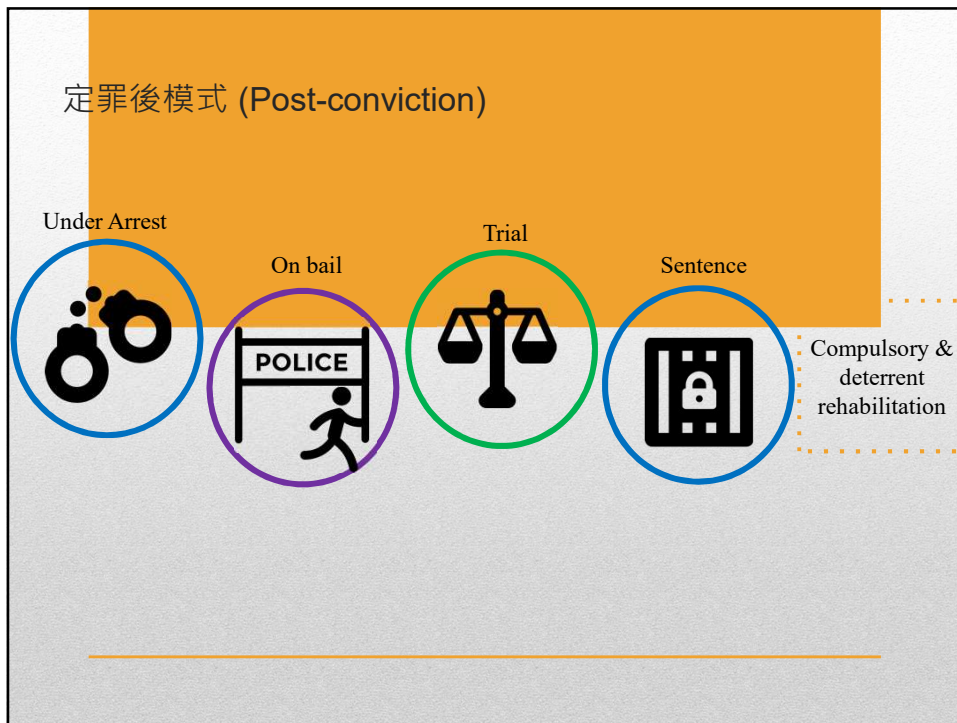 定罪後模式 (Post-conviction)
Under Arrest
On bail
POLICE
Trial
Sentence
Compulsory &
deterrent
rehabilitation